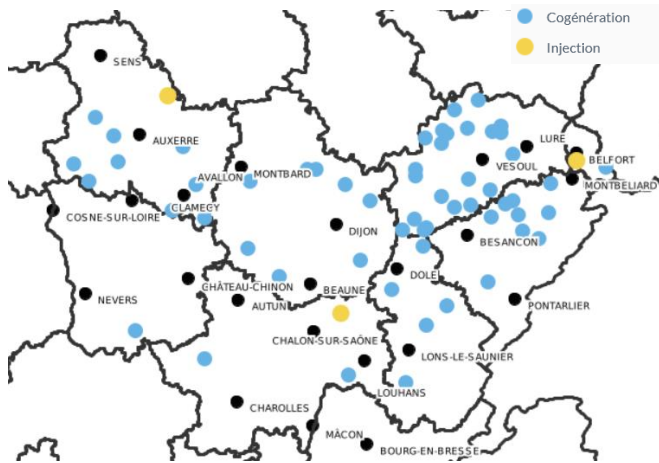 Cogénération
Injection
SENS
AUXERRE
LURE
BELFORT
VESOUL
MONTBARD
AVALLON
MONTBELIARD
CLAMECY
COSNE-SUR-LOIRE
DIJON
BESANCON
DOLE
CHÂTEAU-CHINON
BEAUNE
NEVERS
AUTUN
PONTARLIER
CHALON-SUR-SAÔNE
LONS-LE-SAUNIER
LOUHANS
CHAROLLES
MÂCON
BOURG-EN-BRESSE